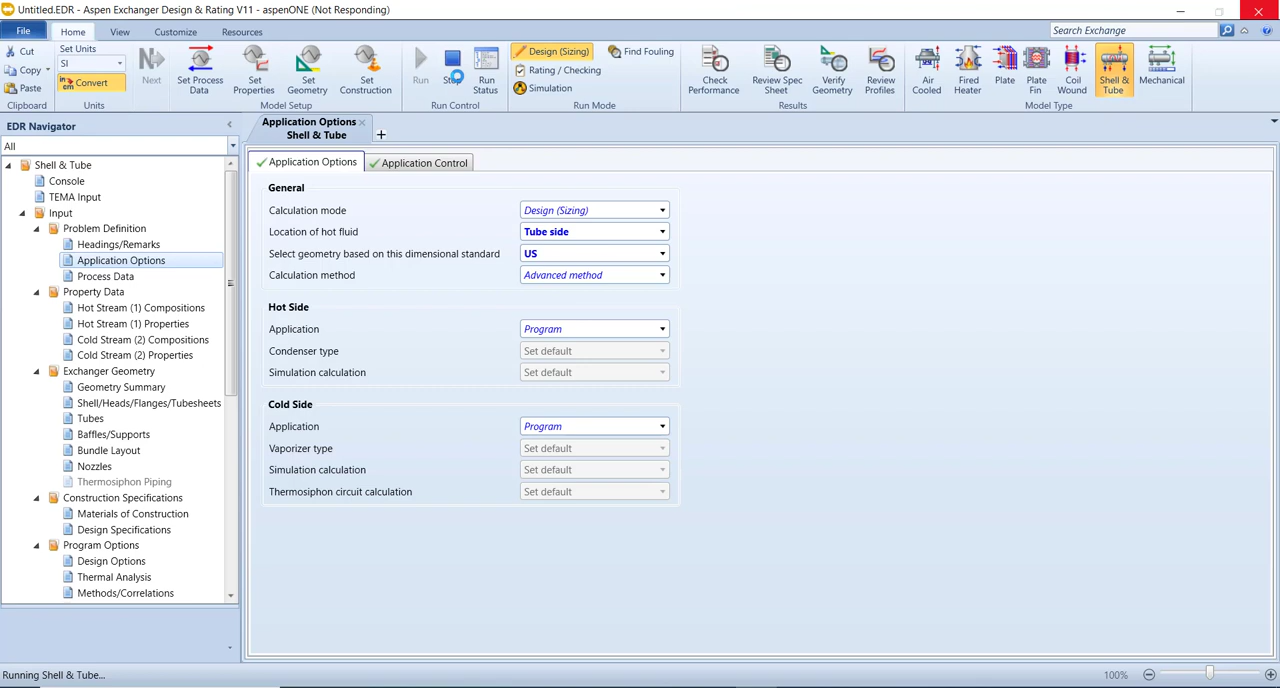 Untitled.EDR - Aspen Exchanger Design & Rating V11 - aspenONE (Not Responding)
File Home View Customize Resources Search Exchange
Cut Copy Paste Clipboard
Set Units SI Convert Units
Next Set Process Data Set Properties Set Geometry Set Construction Model Setup
Run Stop Run Status Run Control
Design (Sizing) Find Fouling Rating / Checking Simulation Run Mode
Check Performance Review Spec Sheet Verify Geometry Review Profiles Results
Air Cooled Fired Heater Plate Plate Fin Coil Wound Shell & Tube Mechanical Model Type
EDR Navigator
All
Shell & Tube
Console
TEMA Input
Input
Problem Definition
Headings/Remarks
Application Options
Process Data
Property Data
Hot Stream (1) Compositions
Hot Stream (1) Properties
Cold Stream (2) Compositions
Cold Stream (2) Properties
Exchanger Geometry
Geometry Summary
Shell/Heads/Flanges/Tubesheets
Tubes
Baffles/Supports
Bundle Layout
Nozzles
Thermosiphon Piping
Construction Specifications
Materials of Construction
Design Specifications
Program Options
Design Options
Thermal Analysis
Methods/Correlations
Application Options
Shell & Tube
Application Options Application Control
General
Calculation mode Design (Sizing)
Location of hot fluid Tube side
Select geometry based on this dimensional standard US
Calculation method Advanced method
Hot Side
Application Program
Condenser type Set default
Simulation calculation Set default
Cold Side
Application Program
Vaporizer type Set default
Simulation calculation Set default
Thermosiphon circuit calculation Set default
Running Shell & Tube... 100%